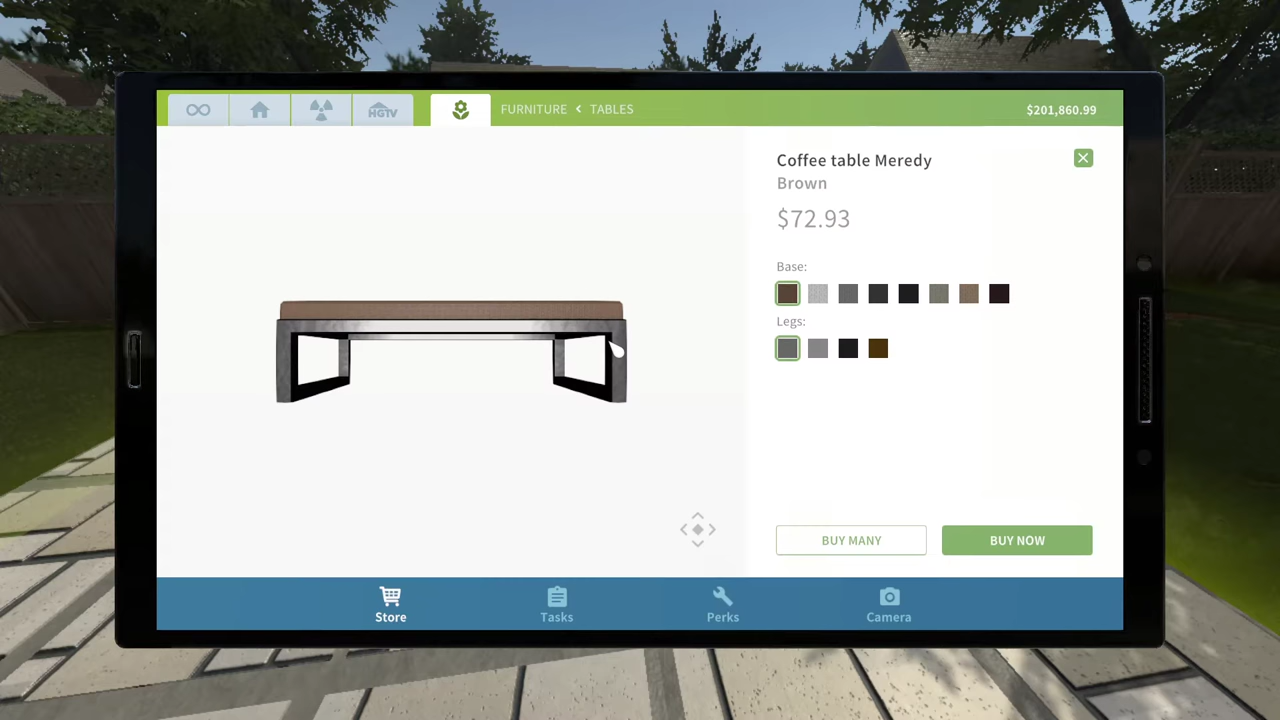 HGTV
FURNITURE < TABLES
$201,860.99
Coffee table Meredy
Brown
$72.93
Base:
Legs:
BUY MANY
BUY NOW
Store
Tasks
Perks
Camera